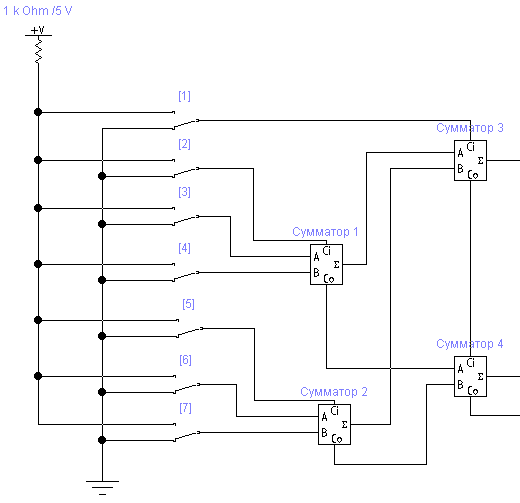 1 k Ohm /5 V
+V
[1]
[2]
[3]
[4]
[5]
[6]
[7]
Сумматор 1
Ci
A
B
Σ
Co
Сумматор 2
Ci
A
B
Σ
Co
Сумматор 3
Ci
A
B
Σ
Co
Сумматор 4
Ci
A
B
Σ
Co